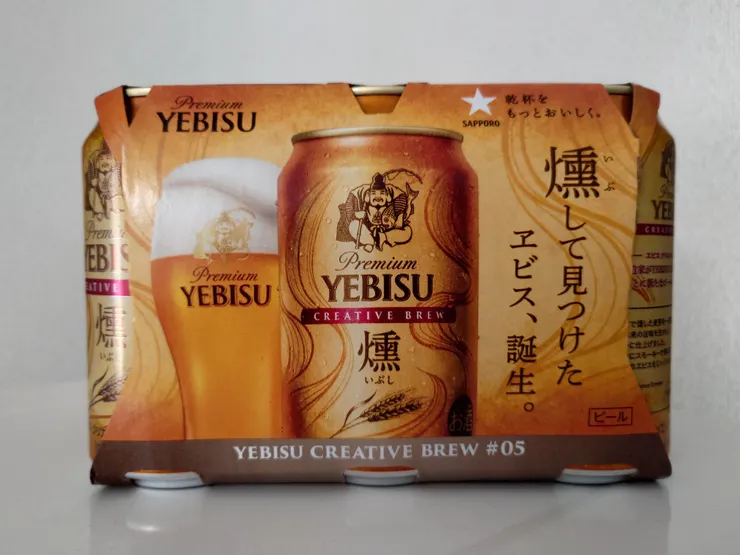 Premium
YEBISU
SAPPORO
乾杯を
もっとおいしく。
燻して見つけた
いぶ
ヱビス、誕生。
Premium
YEBISU
Premium
YEBISU
CREATIVE BREW
燻
いぶし
お酒
ビール
YEBISU CREATIVE BREW #05
YEBIS
CREATIVE
燻
いぶし